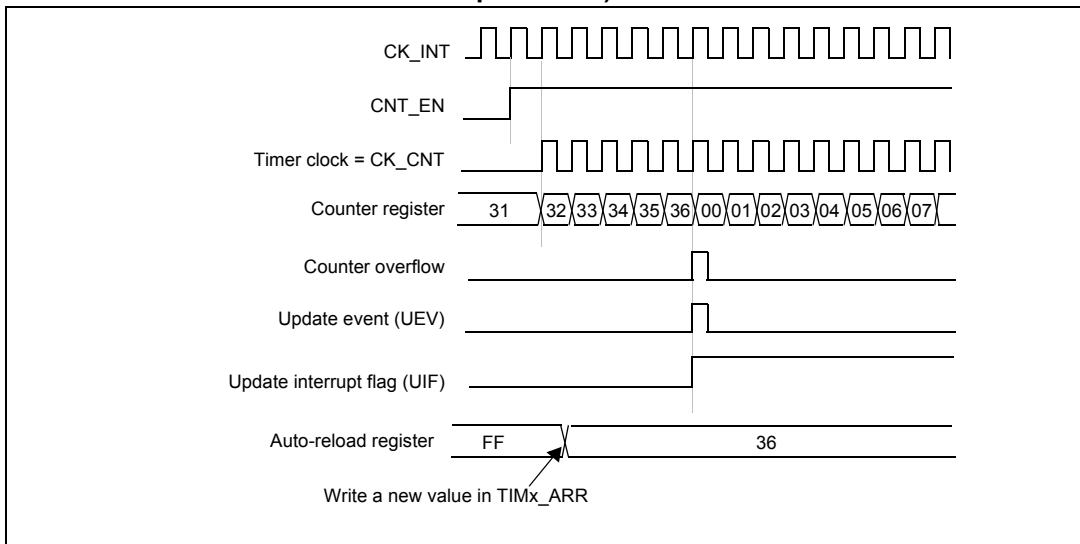 CK_INT
CNT_EN
Timer clock = CK_CNT
Counter register 31 32 33 34 35 36 00 01 02 03 04 05 06 07
Counter overflow
Update event (UEV)
Update interrupt flag (UIF)
Auto-reload register FF 36
Write a new value in TIMx_ARR